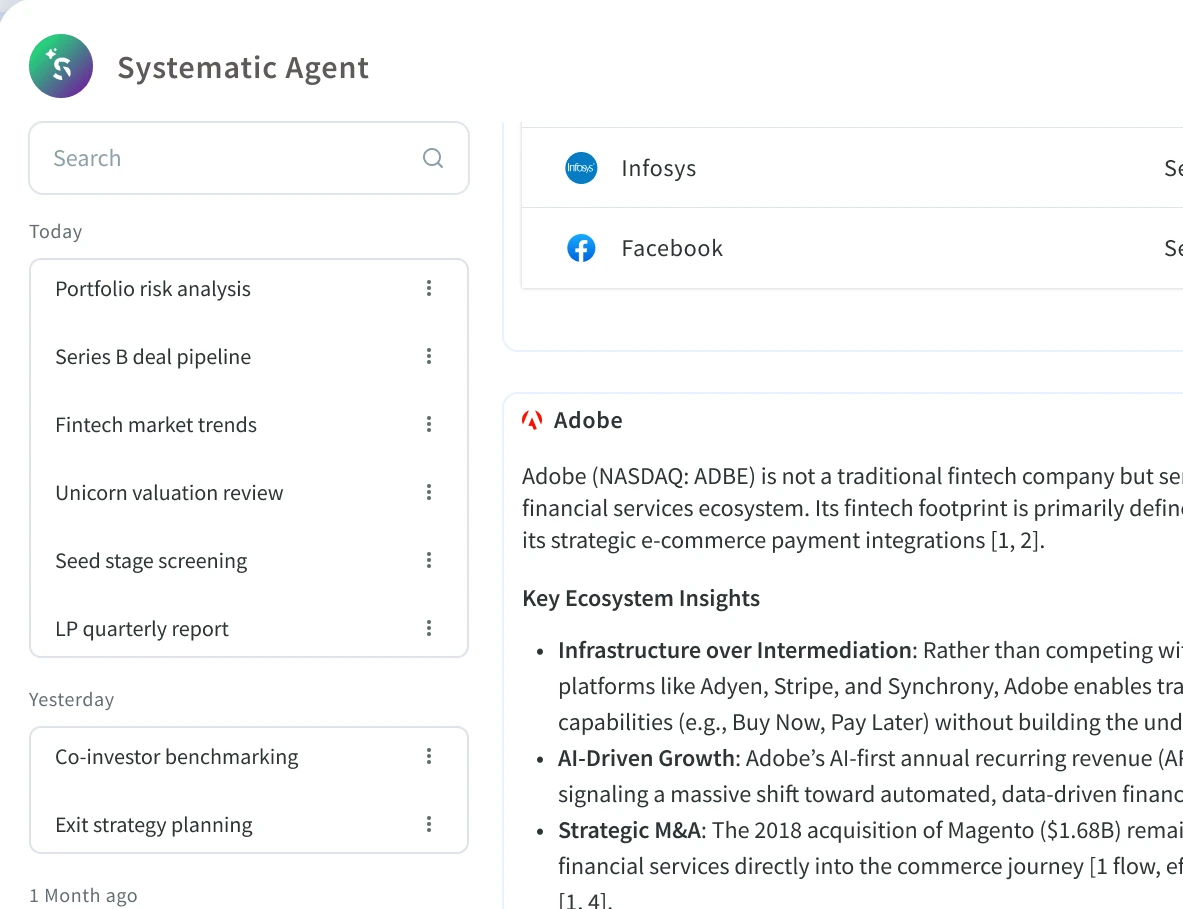 Systematic Agent
Search
Today
Portfolio risk analysis
Series B deal pipeline
Fintech market trends
Unicorn valuation review
Seed stage screening
LP quarterly report
Yesterday
Co-investor benchmarking
Exit strategy planning
1 Month ago
Infosys
Infosys Se
Facebook Se
Adobe
Adobe (NASDAQ: ADBE) is not a traditional fintech company but ser
financial services ecosystem. Its fintech footprint is primarily define
its strategic e-commerce payment integrations [1, 2].
Key Ecosystem Insights
• Infrastructure over Intermediation: Rather than competing wit
platforms like Adyen, Stripe, and Synchrony, Adobe enables tra
capabilities (e.g., Buy Now, Pay Later) without building the und
• AI-Driven Growth: Adobe’s AI-first annual recurring revenue (AR
signaling a massive shift toward automated, data-driven financ
• Strategic M&A: The 2018 acquisition of Magento ($1.68B) remai
financial services directly into the commerce journey [1 flow, ef
[1, 4].